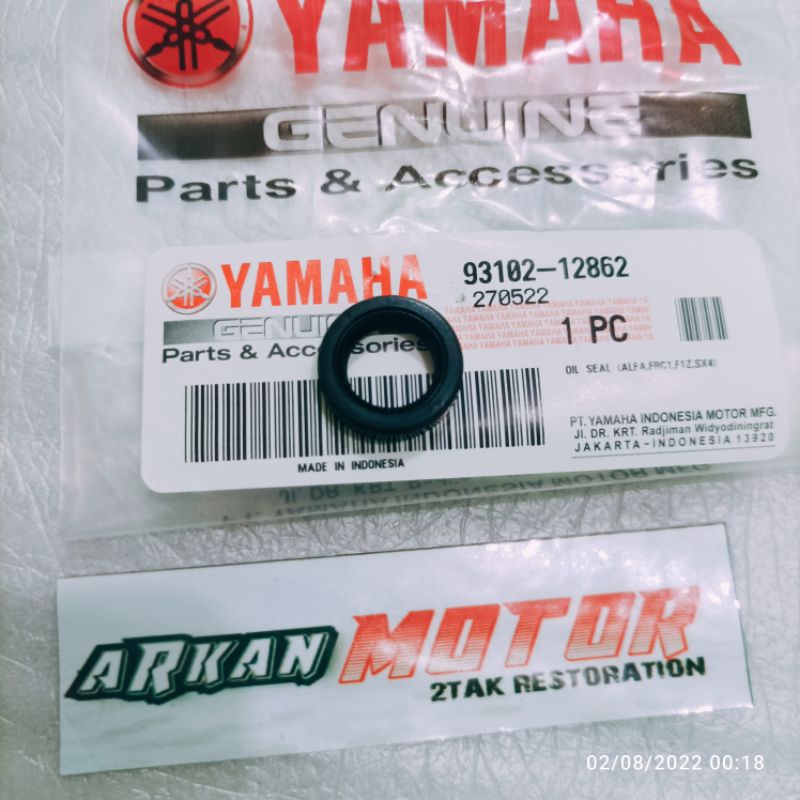 YAMAHA
GENUINE
Parts & Accessories
YAMAHA 93102-12862
270522
GENUINE
1 PC
Parts & Accessories
OIL SEAL (ALFA,FRC1,F1Z,SX4)
PT. YAMAHA INDONESIA MOTOR MFG.
Jl. DR. KRT. Radjiman Widyodiningrat
JAKARTA-INDONESIA 13920
MADE IN INDONESIA
ARKAN MOTOR
2TAK RESTORATION
02/08/2022 00:18